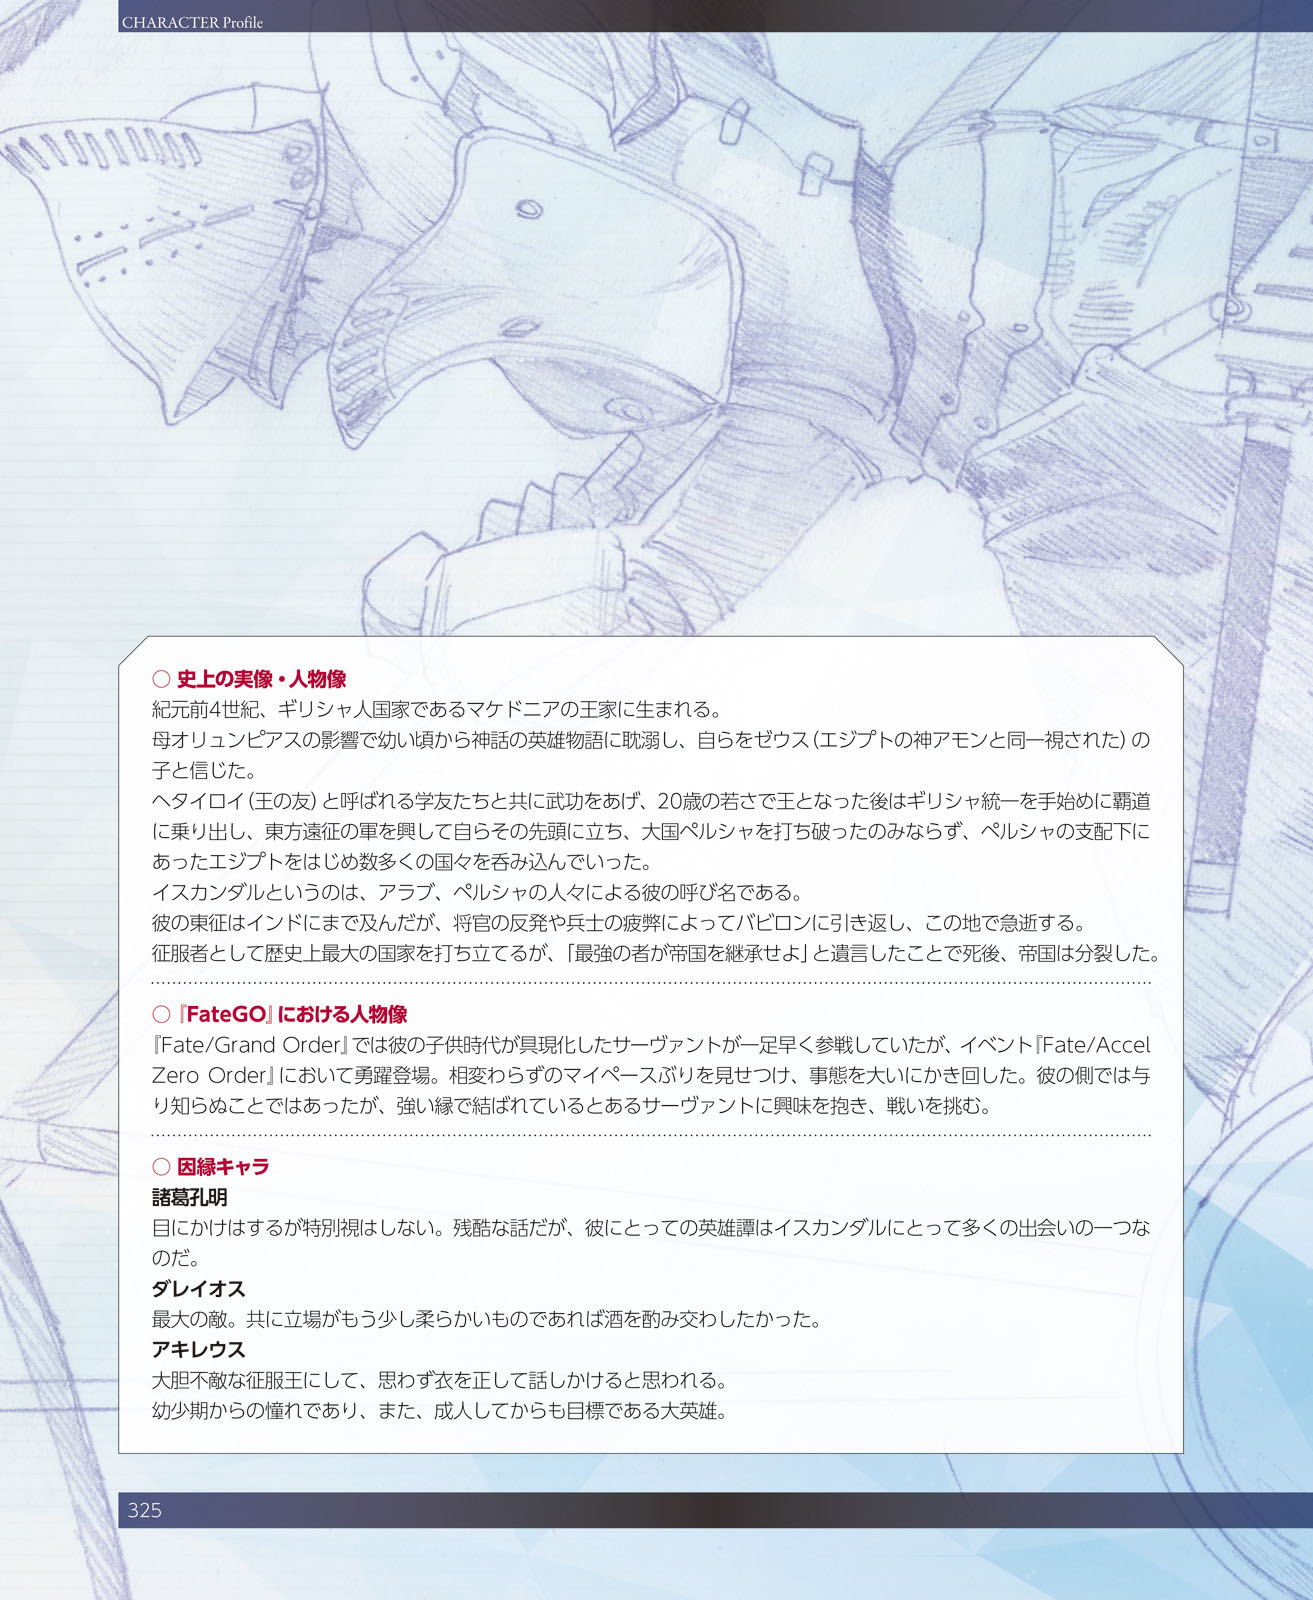 CHARACTER Profile
○ 史上の実像・人物像
紀元前4世紀、ギリシャ人国家であるマケドニアの王家に生まれる。
母オリュンピアスの影響で幼い頃から神話の英雄物語に耽溺し、自らをゼウス（エジプトの神アモンと同一視された）の
子と信じた。
ヘタイロイ（王の友）と呼ばれる学友たちと共に武功をあげ、20歳の若さで王となった後はギリシャ統一を手始めに覇道
に乗り出し、東方遠征の軍を興して自らその先頭に立ち、大国ペルシャを打ち破ったのみならず、ペルシャの支配下に
あったエジプトをはじめ数多くの国々を呑み込んでいった。
イスカンダルというのは、アラブ、ペルシャの人々による彼の呼び名である。
彼の東征はインドにまで及んだが、将官の反発や兵士の疲弊によってバビロンに引き返し、この地で急逝する。
征服者として歴史上最大の国家を打ち立てるが、「最強の者が帝国を継承せよ」と遺言したことで死後、帝国は分裂した。
○ 『FateGO』における人物像
『Fate/Grand Order』では彼の子供時代が具現化したサーヴァントが一足早く参戦していたが、イベント『Fate/Accel
Zero Order』において勇躍登場。相変わらずのマイペースぶりを見せつけ、事態を大いにかき回した。彼の側では与
り知らぬことではあったが、強い縁で結ばれているとあるサーヴァントに興味を抱き、戦いを挑む。
○ 因縁キャラ
諸葛孔明
目にかけはするが特別視はしない。残酷な話だが、彼にとっての英雄譚はイスカンダルにとって多くの出会いの一つな
のだ。
ダレイオス
最大の敵。共に立場がもう少し柔らかいものであれば酒を酌み交わしたかった。
アキレウス
大胆不敵な征服王にして、思わず衣を正して話しかけると思われる。
幼少期からの憧れであり、また、成人してからも目標である大英雄。
325